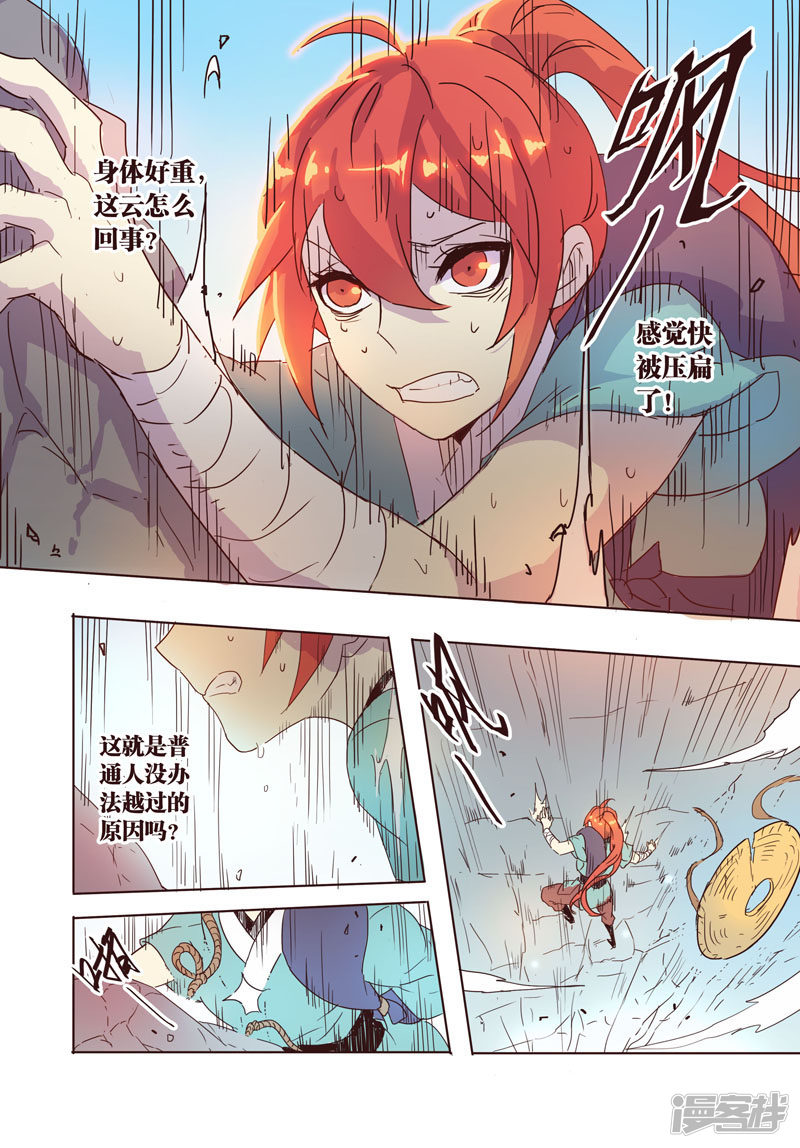 身体好重，
这云怎么
回事？
呃
感觉快
被压扁
了！
这就是普
通人没办
法越过的
原因吗？
漫客栈